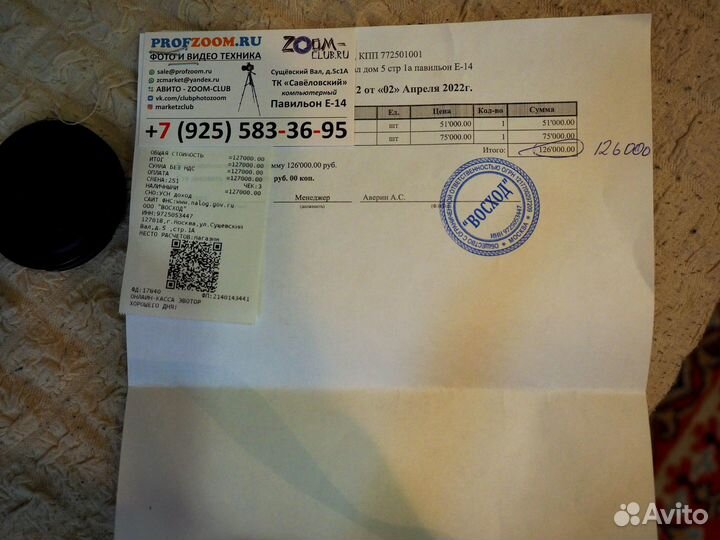 PROFZOOM.RU
ФОТО и ВИДЕО ТЕХНИКА
sale@profzoom.ru
zcmarket@yandex.ru
АВИТО - ZOOM-CLUB
vk.com/clubphotozoom
marketzclub
ZOOM-
CLUB.RU
Сущёвский Вал, д.5с1А
ТК «Савёловский»
компьютерный
Павильон Е-14
+7 (925) 583-36-95
, КПП 772501001
ал дом 5 стр 1а павильон Е-14
2 от «02» Апреля 2022г.
Ед. Цена Кол-во Сумма
шт 51'000.00 1 51'000.00
шт 75'000.00 1 75'000.00
Итого: 126'000.00 126000
мму 126'000.00 руб.
руб. 00 коп.
Менеджер Аверин А.С.
(должность)
"ВОСХОД"
ОБЩЕСТВО С ОГРАНИЧЕННОЙ ОТВЕТСТВЕННОСТЬЮ
МОСКВА
ОБЩАЯ СТОИМОСТЬ =127000.00
ИТОГ =127000.00
СУММА БЕЗ НДС =127000.00
ОПЛАТА =127000.00
СМЕНА:251 ЧЕК:3
НАЛИЧНЫМИ =127000.00
СНО:УСН доход
САЙТ ФНС:www.nalog.gov.ru
ООО "ВОСХОД"
ИНН:9725053447
127018,г.Москва,ул.Сущевский
Вал,д.5 ,стр.1А
МЕСТО РАСЧЕТОВ:магазин
ФД:17640 ФП:2140143441
ОНЛАЙН-КАССА ЭВОТОР
ХОРОШЕГО ДНЯ!
Avito